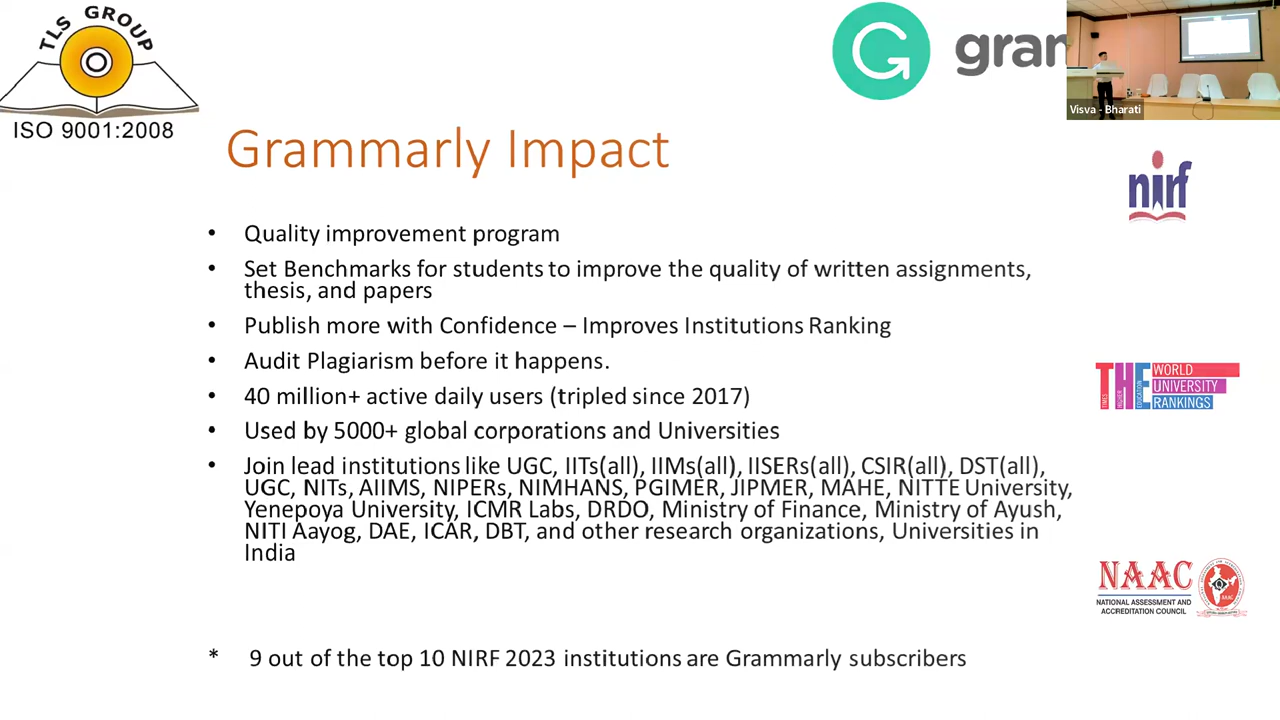 TLS GROUP
ISO 9001:2008
gram
Visva - Bharati
Grammarly Impact
nirf
• Quality improvement program
• Set Benchmarks for students to improve the quality of written assignments,
thesis, and papers
• Publish more with Confidence – Improves Institutions Ranking
• Audit Plagiarism before it happens.
• 40 million+ active daily users (tripled since 2017)
• Used by 5000+ global corporations and Universities
• Join lead institutions like UGC, IITs(all), IIMs(all), IISERs(all), CSIR(all), DST(all),
UGC, NITs, AIIMS, NIPERs, NIMHANS, PGIMER, JIPMER, MAHE, NITTE University,
Yenepoya University, ICMR Labs, DRDO, Ministry of Finance, Ministry of Ayush,
NITI Aayog, DAE, ICAR, DBT, and other research organizations, Universities in
India
THE
TIMES
HIGHER
EDUCATION
WORLD
UNIVERSITY
RANKINGS
NAAC
NATIONAL ASSESSMENT AND
ACCREDITATION COUNCIL
* 9 out of the top 10 NIRF 2023 institutions are Grammarly subscribers